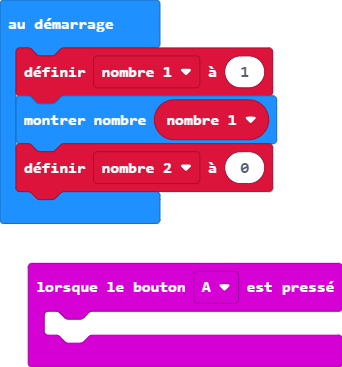 au démarrage
définir nombre 1 à 1
montrer nombre nombre 1
définir nombre 2 à 0
lorsque le bouton A est pressé